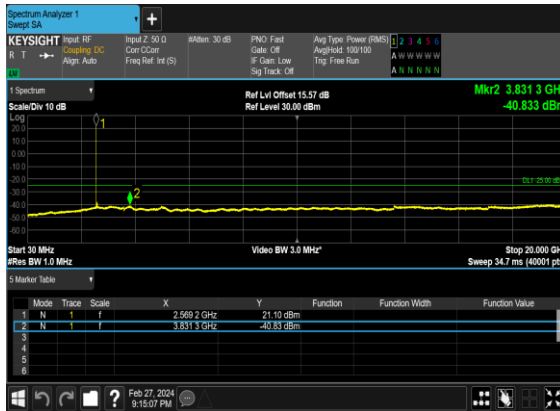 Spectrum Analyzer 1
Swept SA
+
KEYSIGHT Input: RF Input Z: 50 Ω #Atten: 30 dB PNO: Fast Avg Type: Power (RMS) 1 2 3 4 5 6
R T Coupling: DC Corr CCorr Gate: Off Avg|Hold: 100/100 A W W W W W
Align: Auto Freq Ref: Int (S) IF Gain: Low Trig: Free Run
Sig Track: Off A N N N N N
1 Spectrum
Ref Lvl Offset 15.57 dB Mkr2 3.831 3 GHz
Scale/Div 10 dB Ref Level 30.00 dBm -40.833 dBm
Log
1
20.0
10.0
0.00
-10.0
-20.0
DL1 -25.00 dB
-30.0
2
-40.0
-50.0
-60.0
Start 30 MHz Video BW 3.0 MHz* Stop 20.000 GHz
#Res BW 1.0 MHz Sweep 34.7 ms (40001 pts
5 Marker Table
Mode Trace Scale X Y Function Function Width Function Value
1 N 1 f 2.569 2 GHz 21.10 dBm
2 N 1 f 3.831 3 GHz -40.83 dBm
3
4
5
6
? Feb 27, 2024
9:15:07 PM